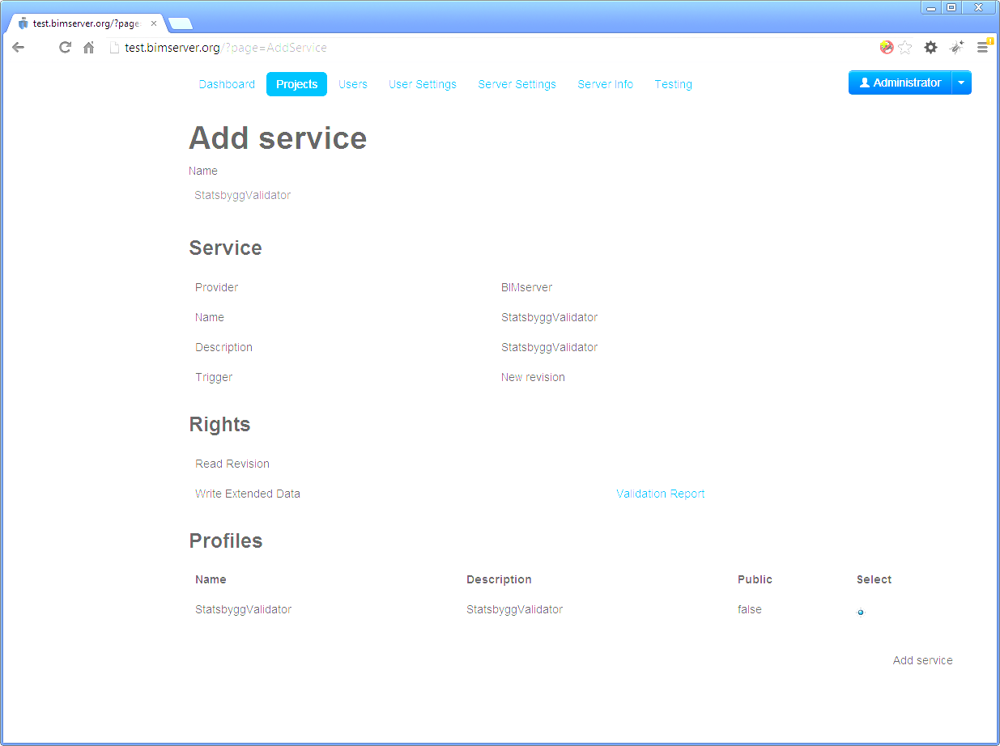 test.bimserver.org/?page=
test.bimserver.org/?page=AddService
Dashboard Projects Users User Settings Server Settings Server Info Testing Administrator
Add service
Name
StatsbyggValidator
Service
Provider BIMserver
Name StatsbyggValidator
Description StatsbyggValidator
Trigger New revision
Rights
Read Revision
Write Extended Data Validation Report
Profiles
Name Description Public Select
StatsbyggValidator StatsbyggValidator false
Add service